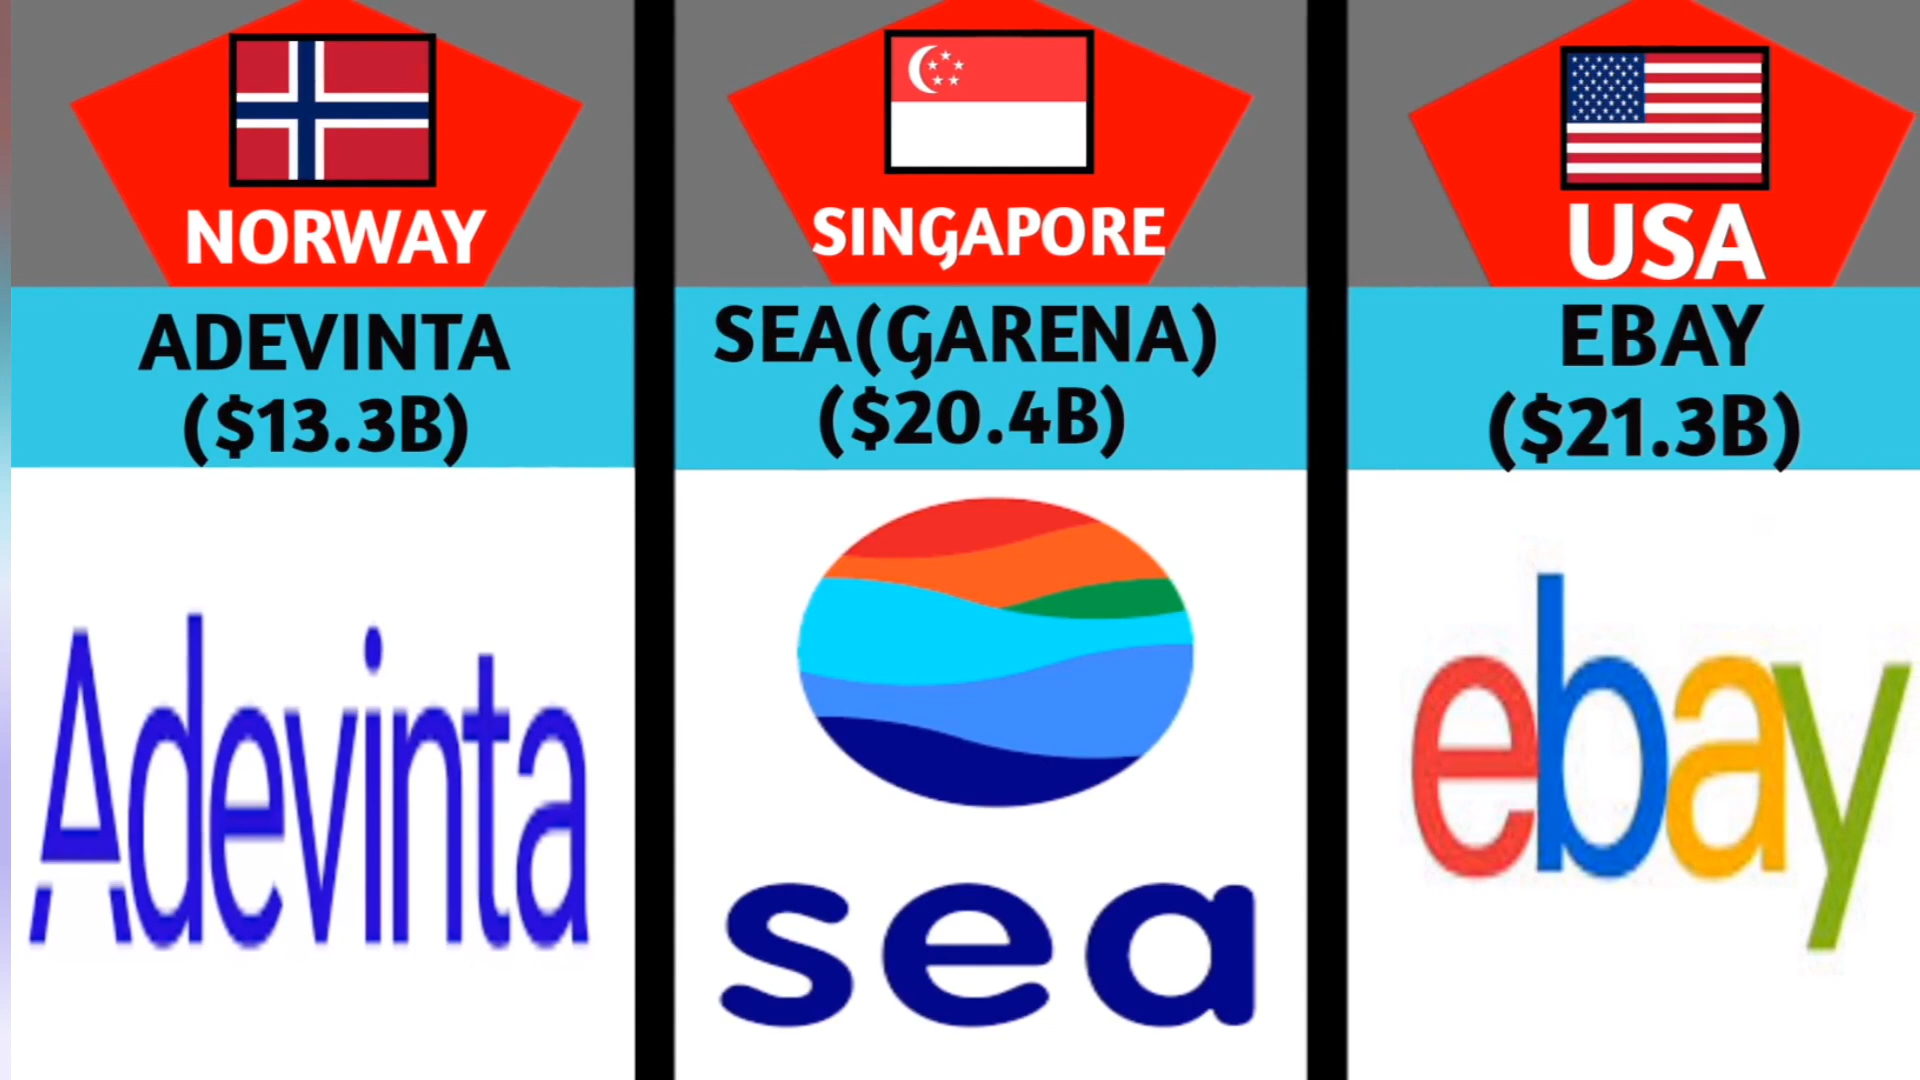 NORWAY
ADEVINTA
($13.3B)
Adevinta
SINGAPORE
SEA(GARENA)
($20.4B)
sea
USA
EBAY
($21.3B)
ebay